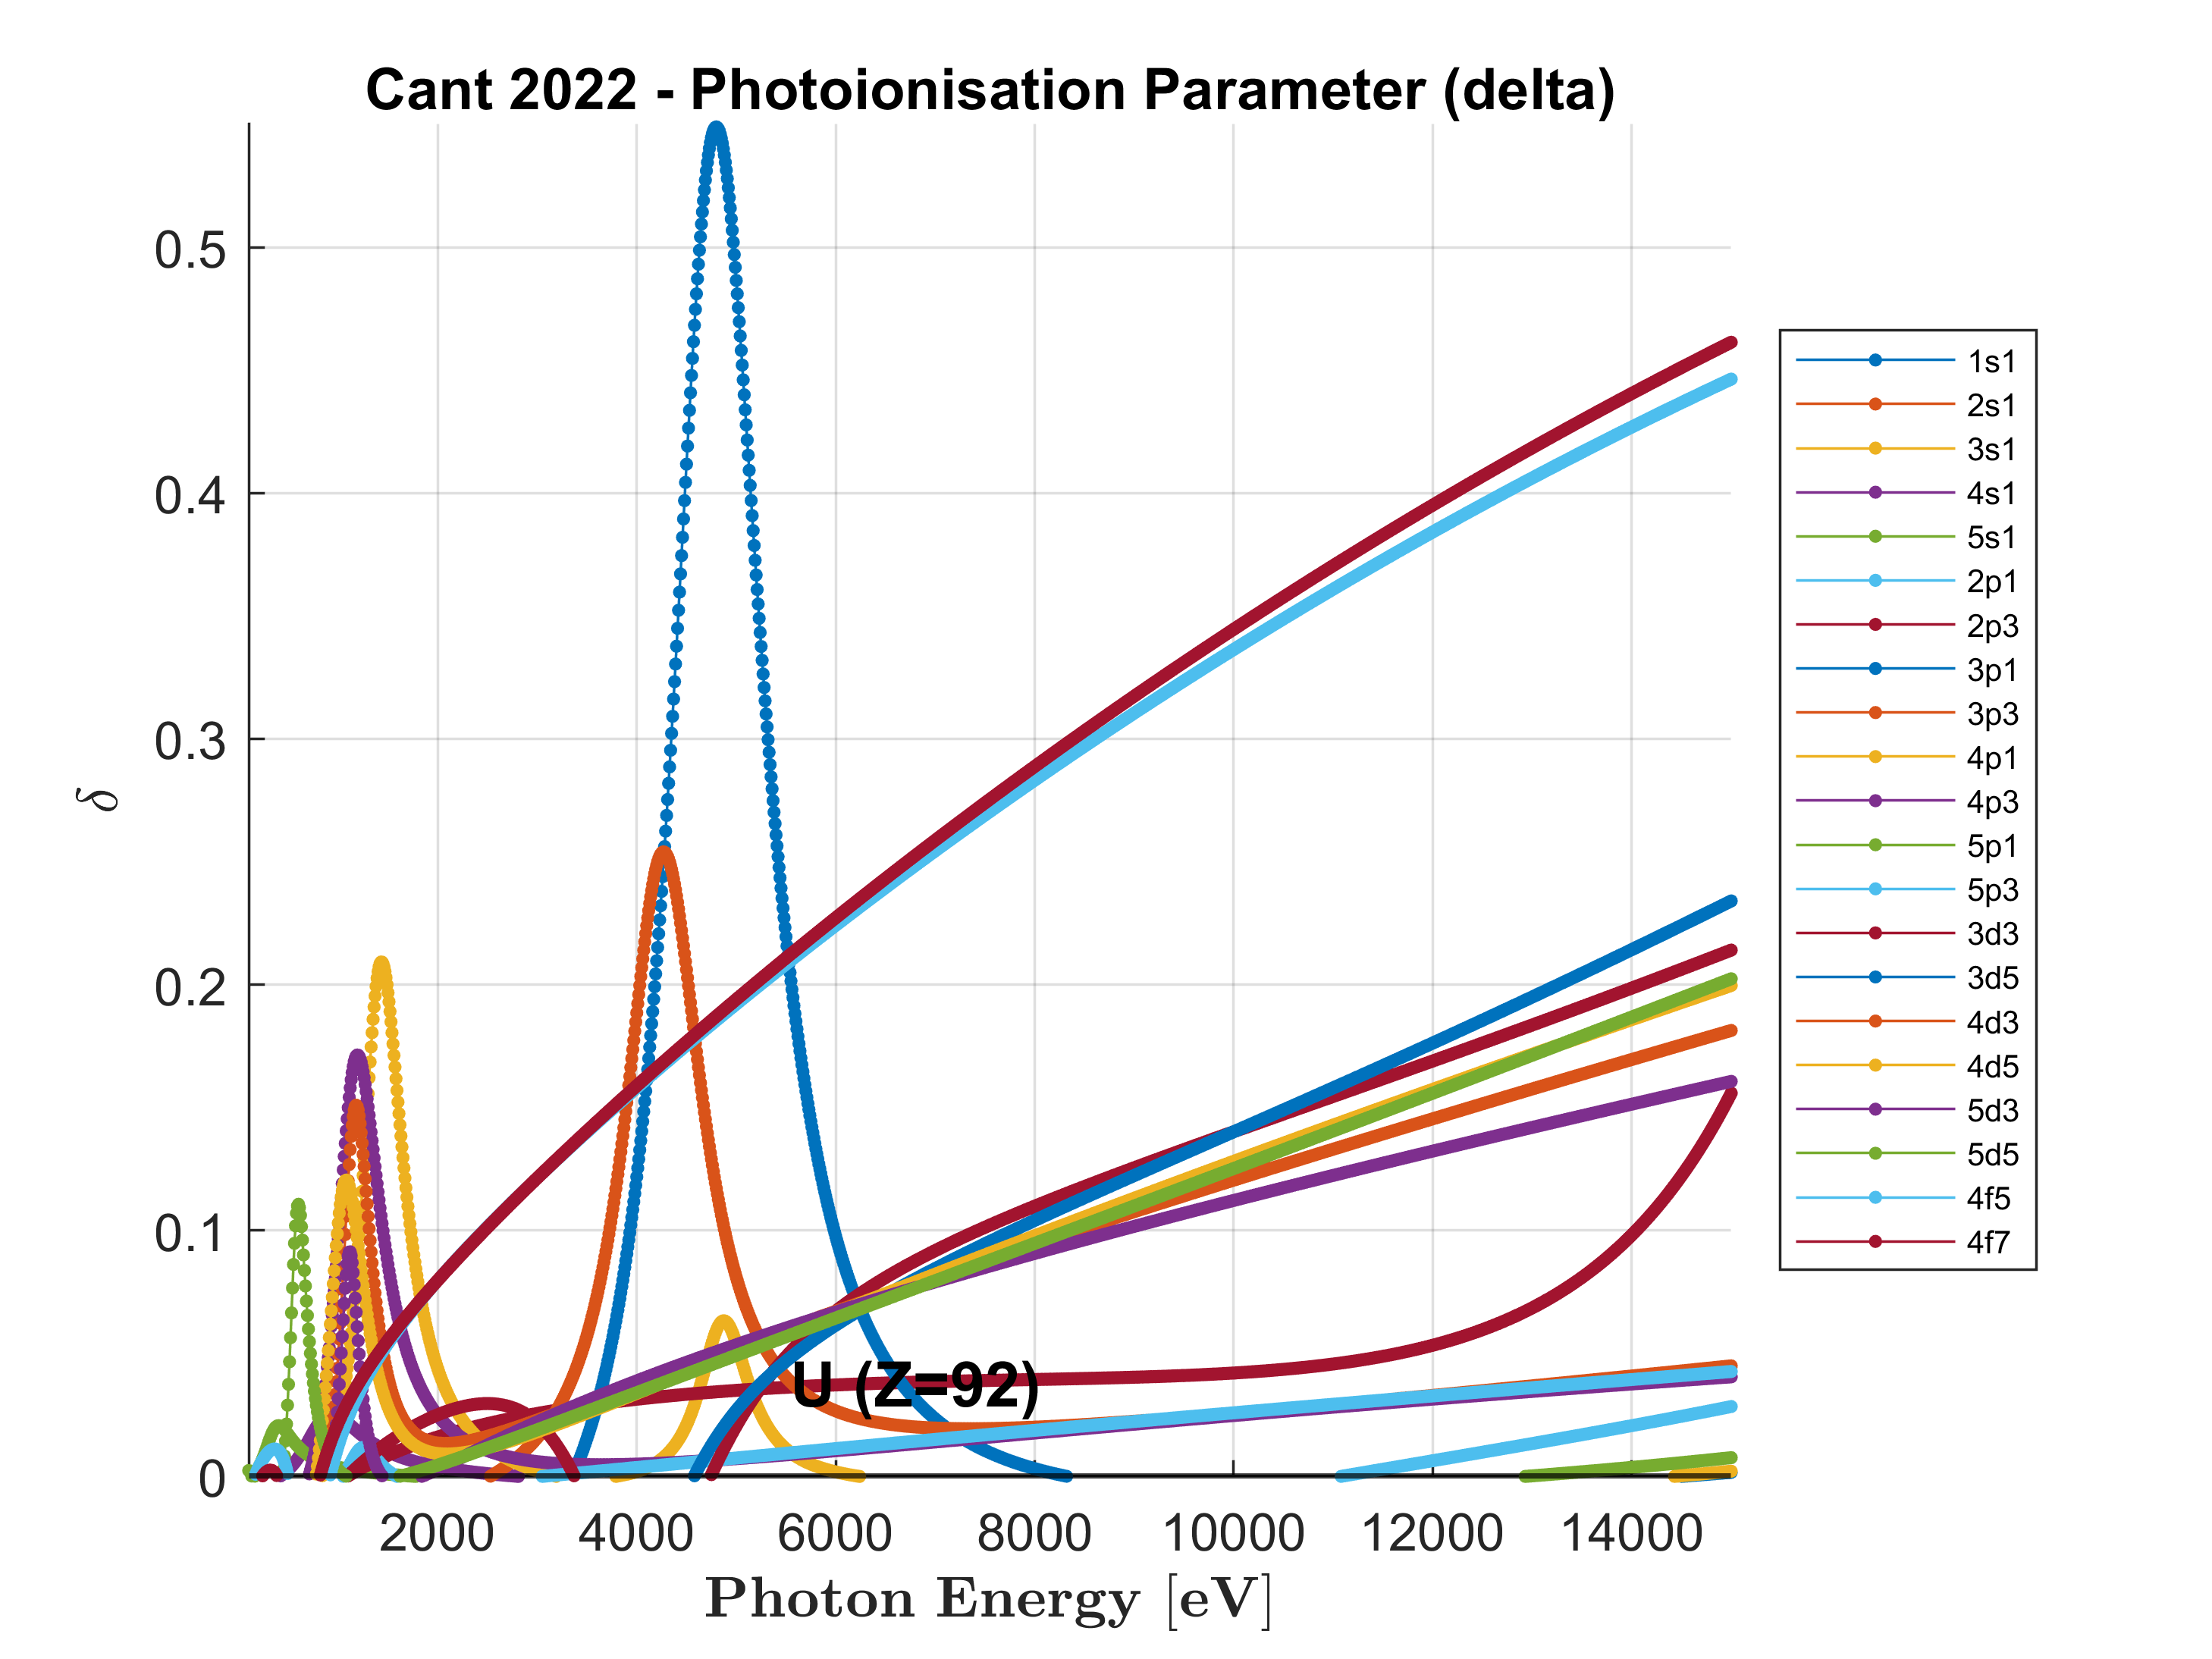 Cant 2022 - Photoionisation Parameter (delta)
0.5
0.4
0.3
0.2
0.1
0
δ
U (Z=92)
2000 4000 6000 8000 10000 12000 14000
Photon Energy [eV]
1s1
2s1
3s1
4s1
5s1
2p1
2p3
3p1
3p3
4p1
4p3
5p1
5p3
3d3
3d5
4d3
4d5
5d3
5d5
4f5
4f7